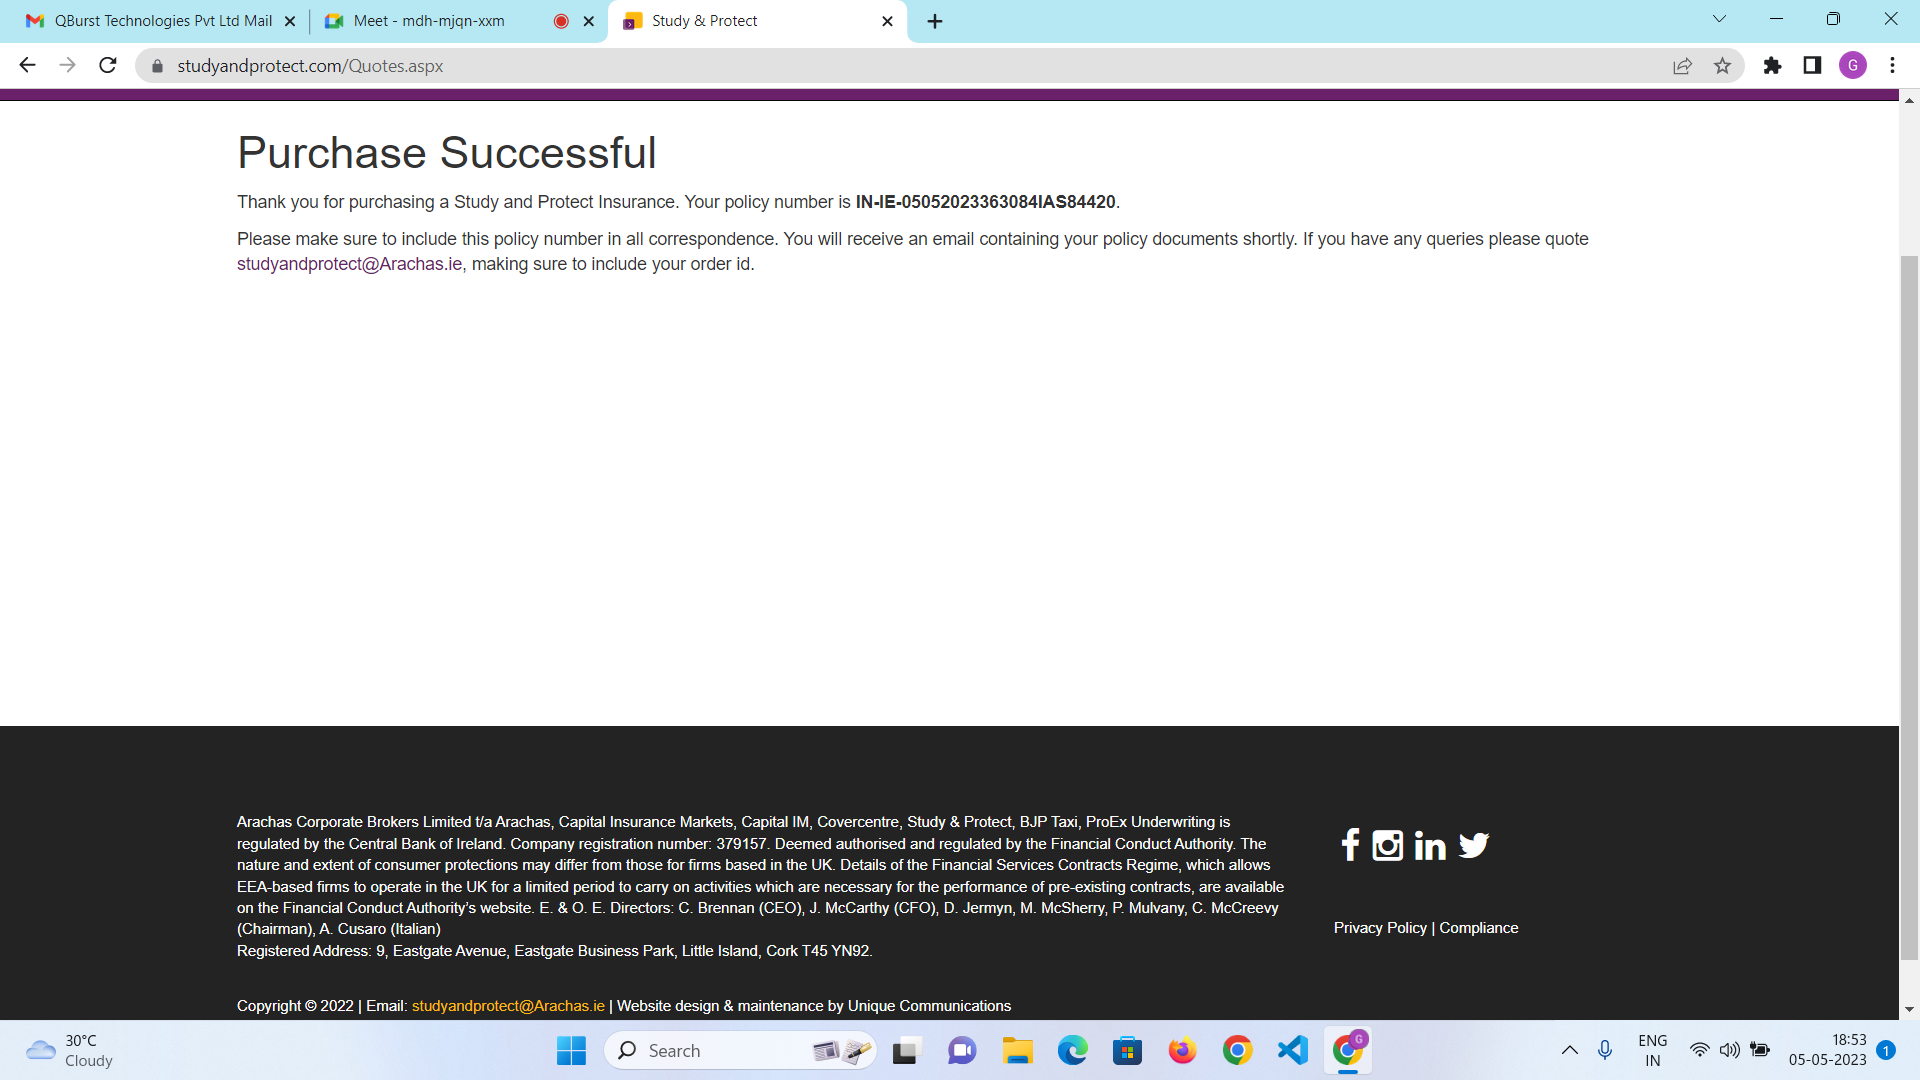 QBurst Technologies Pvt Ltd Mail
Meet - mdh-mjqn-xxm
Study & Protect
studyandprotect.com/Quotes.aspx
G
Purchase Successful
Thank you for purchasing a Study and Protect Insurance. Your policy number is IN-IE-05052023363084IAS84420.
Please make sure to include this policy number in all correspondence. You will receive an email containing your policy documents shortly. If you have any queries please quote
studyandprotect@Arachas.ie, making sure to include your order id.
Arachas Corporate Brokers Limited t/a Arachas, Capital Insurance Markets, Capital IM, Covercentre, Study & Protect, BJP Taxi, ProEx Underwriting is
regulated by the Central Bank of Ireland. Company registration number: 379157. Deemed authorised and regulated by the Financial Conduct Authority. The
nature and extent of consumer protections may differ from those for firms based in the UK. Details of the Financial Services Contracts Regime, which allows
EEA-based firms to operate in the UK for a limited period to carry on activities which are necessary for the performance of pre-existing contracts, are available
on the Financial Conduct Authority's website. E. & O. E. Directors: C. Brennan (CEO), J. McCarthy (CFO), D. Jermyn, M. McSherry, P. Mulvany, C. McCreevy
(Chairman), A. Cusaro (Italian)
Registered Address: 9, Eastgate Avenue, Eastgate Business Park, Little Island, Cork T45 YN92.
Privacy Policy | Compliance
Copyright © 2022 | Email: studyandprotect@Arachas.ie | Website design & maintenance by Unique Communications
30°C
Cloudy
Search
G
ENG
IN
18:53
05-05-2023
1